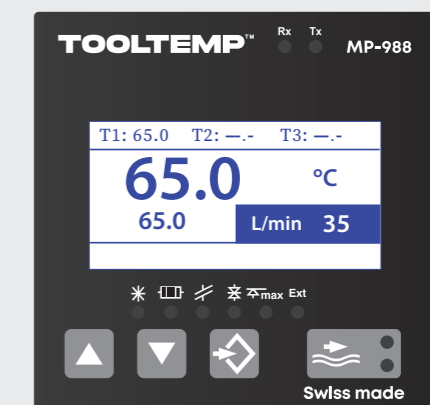 TOOLTEMP™ Rx Tx MP-988
T1: 65.0 T2: —.- T3: —.-
65.0 °C
65.0 L/min 35
max Ext
Swiss made